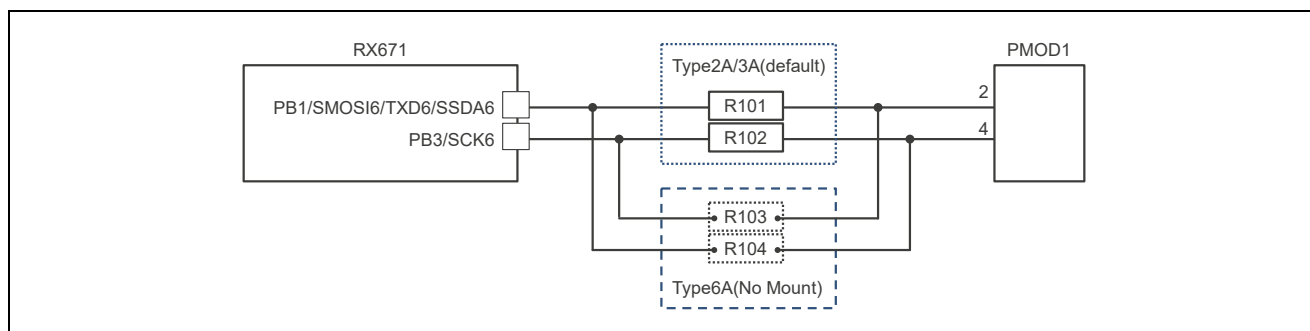 RX671
PMOD1
Type2A/3A(default)
PB1/SMOSI6/TXD6/SSDA6
R101
2
PB3/SCK6
R102
4
R103
R104
Type6A(No Mount)